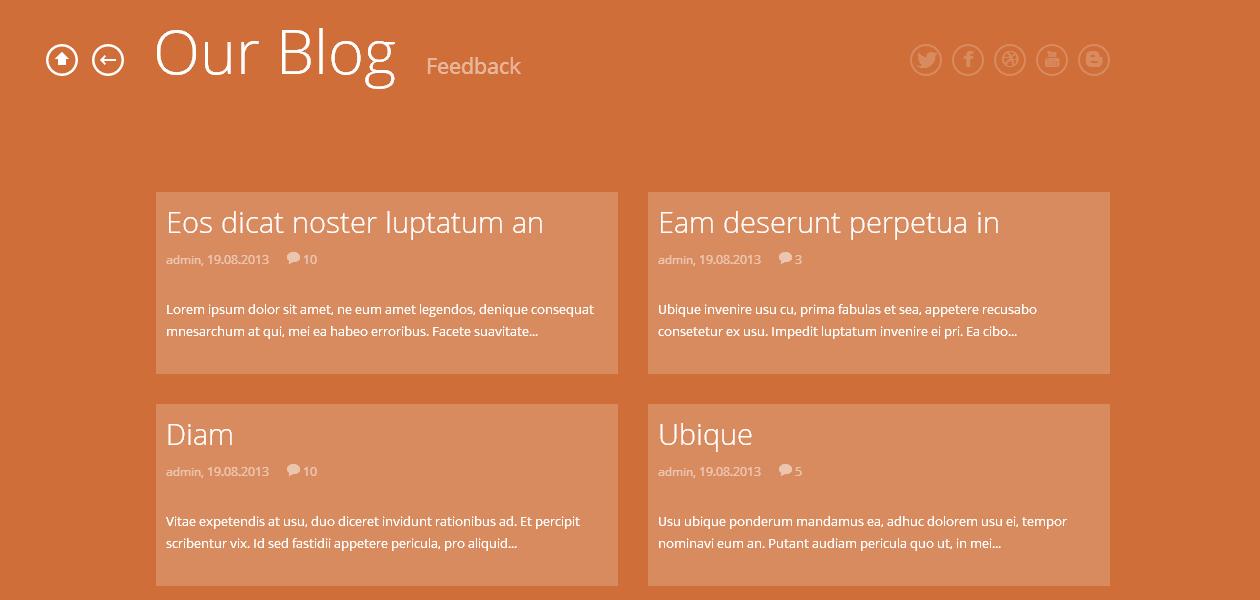 Our Blog Feedback
Eos dicat noster luptatum an
admin, 19.08.2013 10
Lorem ipsum dolor sit amet, ne eum amet legendos, denique consequat
mnesarchum at qui, mei ea habeo erroribus. Facete suavitate...
Eam deserunt perpetua in
admin, 19.08.2013 3
Ubique invenire usu cu, prima fabulas et sea, appetere recusabo
consetetur ex usu. Impedit luptatum invenire ei pri. Ea cibo...
Diam
admin, 19.08.2013 10
Vitae expetendis at usu, duo diceret invidunt rationibus ad. Et percipit
scribentur vix. Id sed fastidii appetere pericula, pro aliquid...
Ubique
admin, 19.08.2013 5
Usu ubique ponderum mandamus ea, adhuc dolorem usu ei, tempor
nominavi eum an. Putant audiam pericula quo ut, in mei...